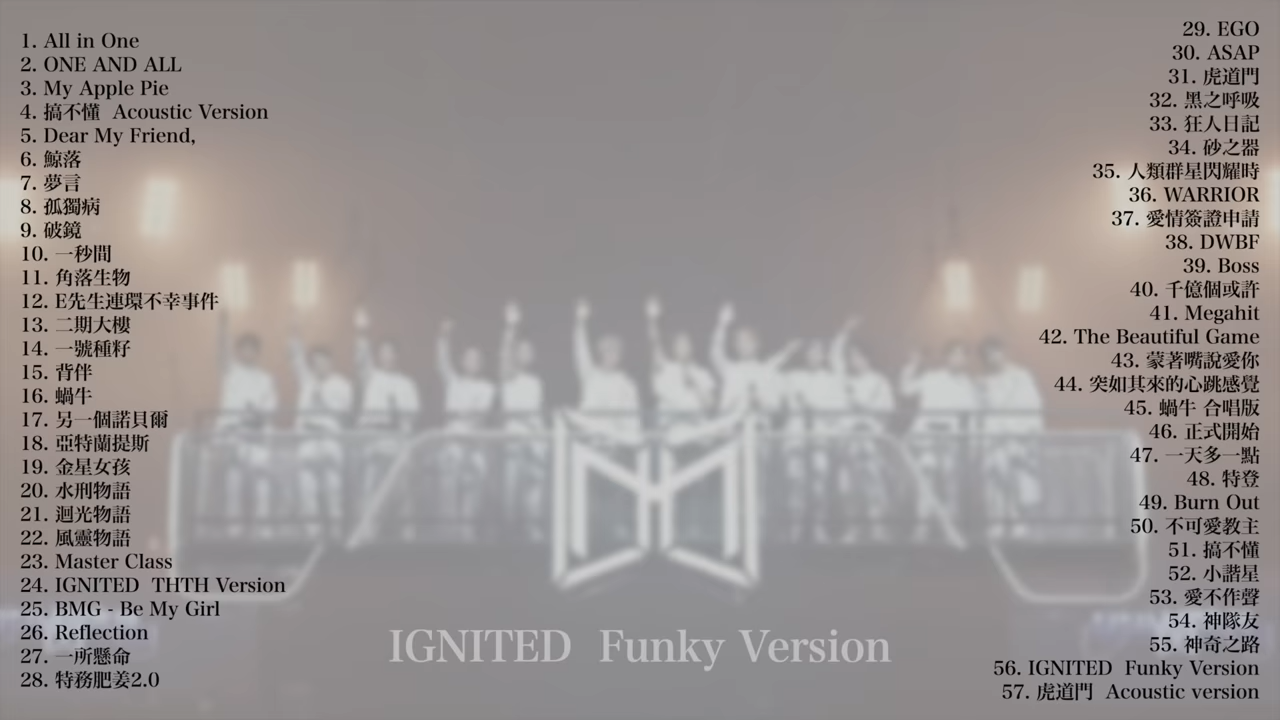 1. All in One
2. ONE AND ALL
3. My Apple Pie
4. 搞不懂  Acoustic Version
5. Dear My Friend,
6. 鯨落
7. 夢言
8. 孤獨病
9. 破鏡
10. 一秒間
11. 角落生物
12. E先生連環不幸事件
13. 二期大樓
14. 一號種籽
15. 背伴
16. 蝸牛
17. 另一個諾貝爾
18. 亞特蘭提斯
19. 金星女孩
20. 水刑物語
21. 迴光物語
22. 風靈物語
23. Master Class
24. IGNITED  THTH Version
25. BMG - Be My Girl
26. Reflection
27. 一所懸命
28. 特務肥姜2.0
29. EGO
30. ASAP
31. 虎道門
32. 黑之呼吸
33. 狂人日記
34. 砂之器
35. 人類群星閃耀時
36. WARRIOR
37. 愛情簽證申請
38. DWBF
39. Boss
40. 千億個或許
41. Megahit
42. The Beautiful Game
43. 蒙著嘴說愛你
44. 突如其來的心跳感覺
45. 蝸牛 合唱版
46. 正式開始
47. 一天多一點
48. 特登
49. Burn Out
50. 不可愛教主
51. 搞不懂
52. 小諧星
53. 愛不作聲
54. 神隊友
55. 神奇之路
56. IGNITED  Funky Version
57. 虎道門  Acoustic version
IGNITED  Funky Version